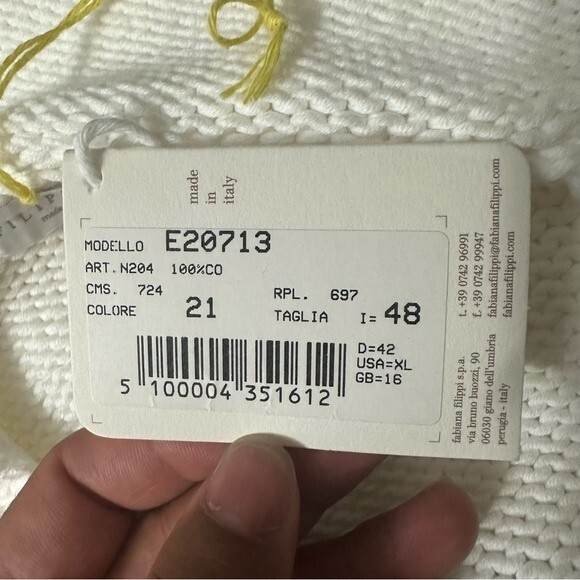 FILIPP
made
in
italy
MODELLO E20713
ART.N204 100%CO
CMS. 724 RPL. 697
COLORE 21 TAGLIA I= 48
D=42
USA=XL
GB=16
5 100004 351612
fabiana filippi s.p.a. t. +39 0742 96991
via bruno buozzi, 90 f. +39 0742 99947
06030 giano dell'umbria fabianafilippi@fabianafilippi.com
perugia - italy fabianafilippi.com